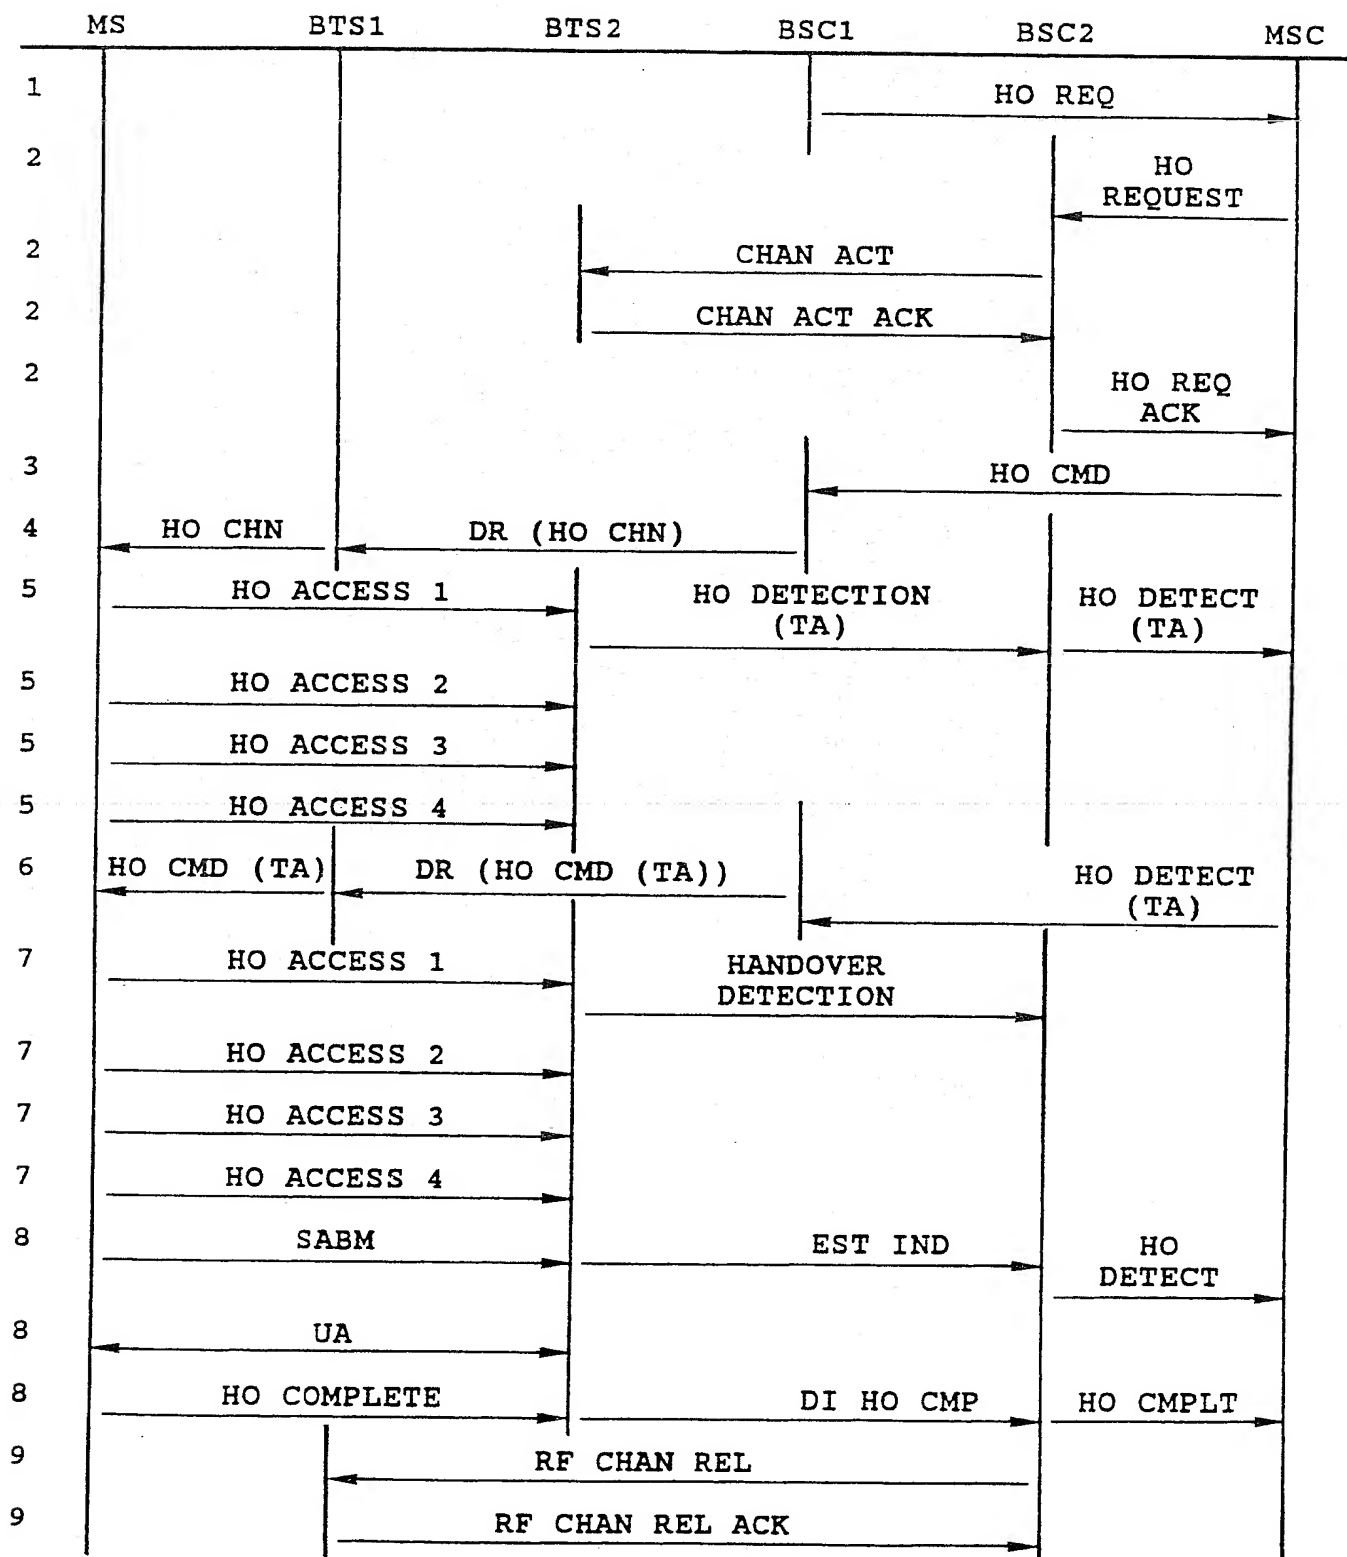 MS BTS1 BTS2 BSC1 BSC2 MSC
1 HO REQ
2 HO
REQUEST
2 CHAN ACT
2 CHAN ACT ACK
2 HO REQ
ACK
3 HO CMD
4 HO CHN DR (HO CHN)
5 HO ACCESS 1 HO DETECTION HO DETECT
(TA) (TA)
5 HO ACCESS 2
5 HO ACCESS 3
5 HO ACCESS 4
6 HO CMD (TA) DR (HO CMD (TA)) HO DETECT
(TA)
7 HO ACCESS 1 HANDOVER
DETECTION
7 HO ACCESS 2
7 HO ACCESS 3
7 HO ACCESS 4
8 SABM EST IND HO
DETECT
8 UA
8 HO COMPLETE DI HO CMP HO CMPLT
9 RF CHAN REL
9 RF CHAN REL ACK